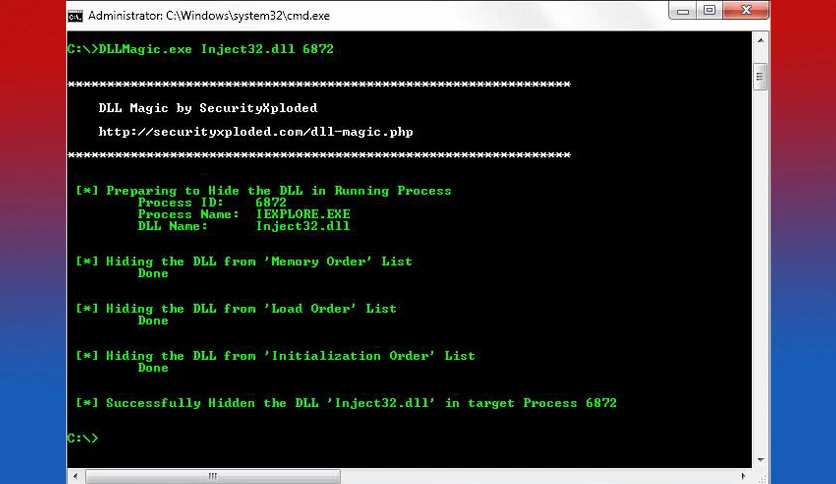 Administrator: C:\Windows\system32\cmd.exe
C:\>DLLMagic.exe Inject32.dll 6872
****************************************************************
DLL Magic by SecurityXploded
http://securityxploded.com/dll-magic.php
****************************************************************
[*] Preparing to Hide the DLL in Running Process
Process ID: 6872
Process Name: IEXPLORE.EXE
DLL Name: Inject32.dll
[*] Hiding the DLL from 'Memory Order' List
Done
[*] Hiding the DLL from 'Load Order' List
Done
[*] Hiding the DLL from 'Initialization Order' List
Done
[*] Successfully Hidden the DLL 'Inject32.dll' in target Process 6872
C:\>